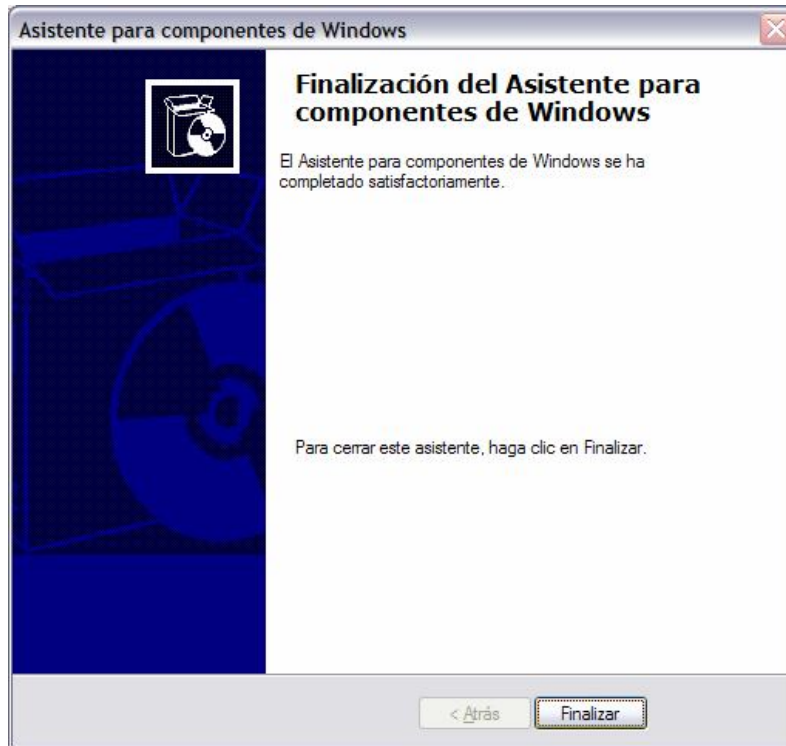 Asistente para componentes de Windows
Finalización del Asistente para
componentes de Windows
El Asistente para componentes de Windows se ha
completado satisfactoriamente.
Para cerrar este asistente, haga clic en Finalizar.
< Atrás
Finalizar